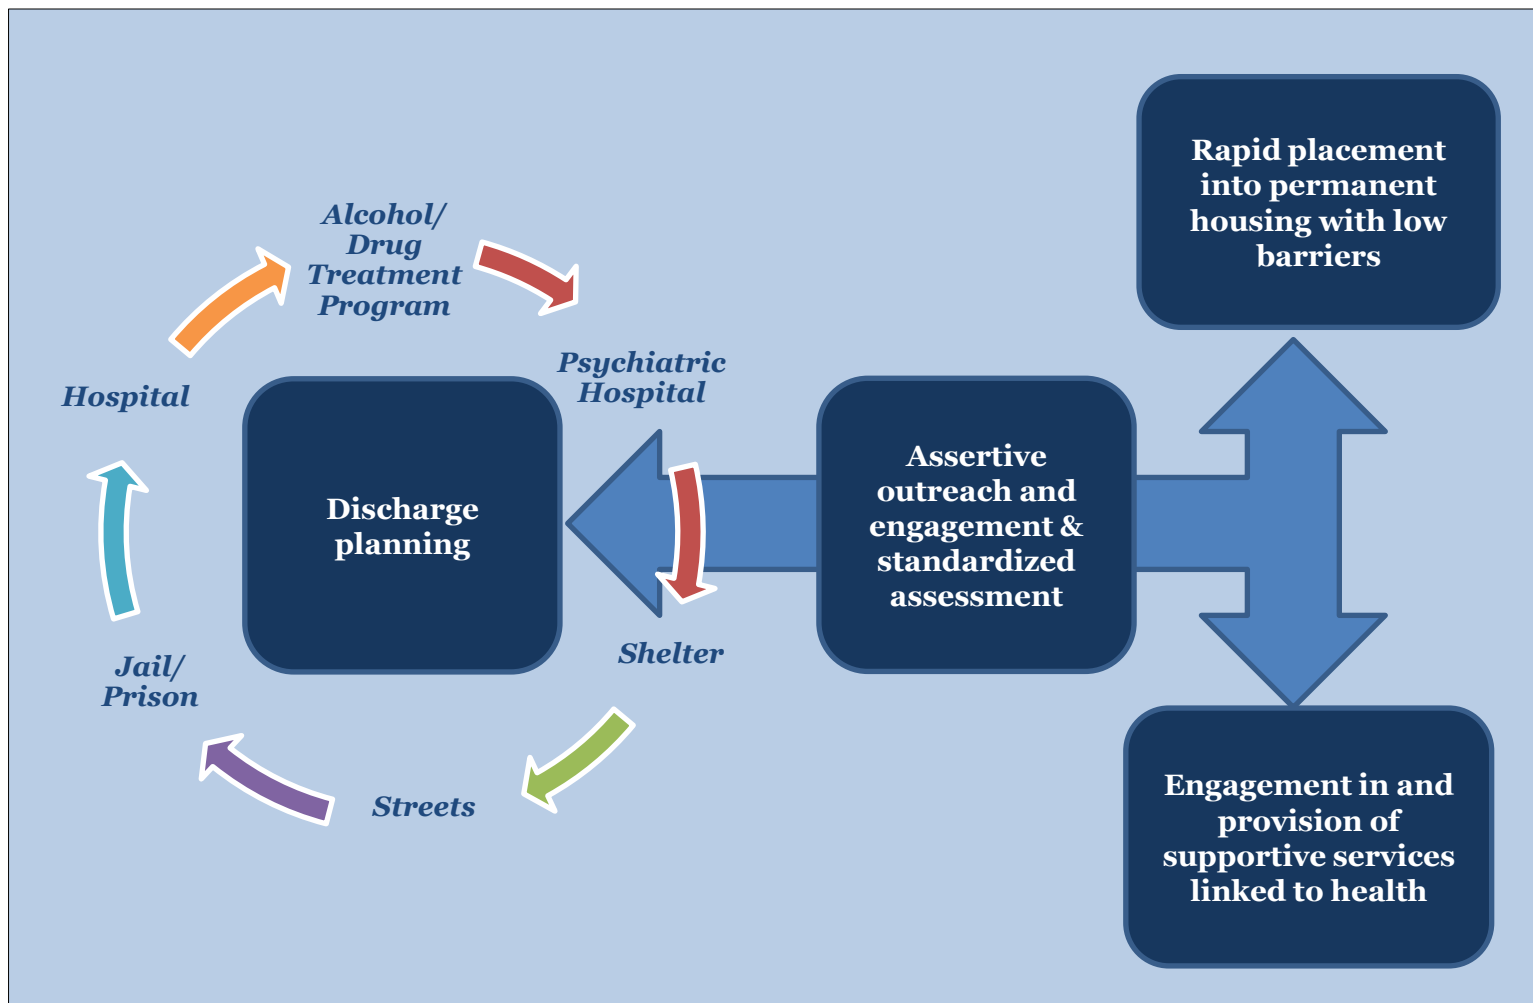 Alcohol/
Drug
Treatment
Program
Psychiatric
Hospital
Shelter
Streets
Jail/
Prison
Hospital
Discharge
planning
Assertive
outreach and
engagement &
standardized
assessment
Rapid placement
into permanent
housing with low
barriers
Engagement in and
provision of
supportive services
linked to health